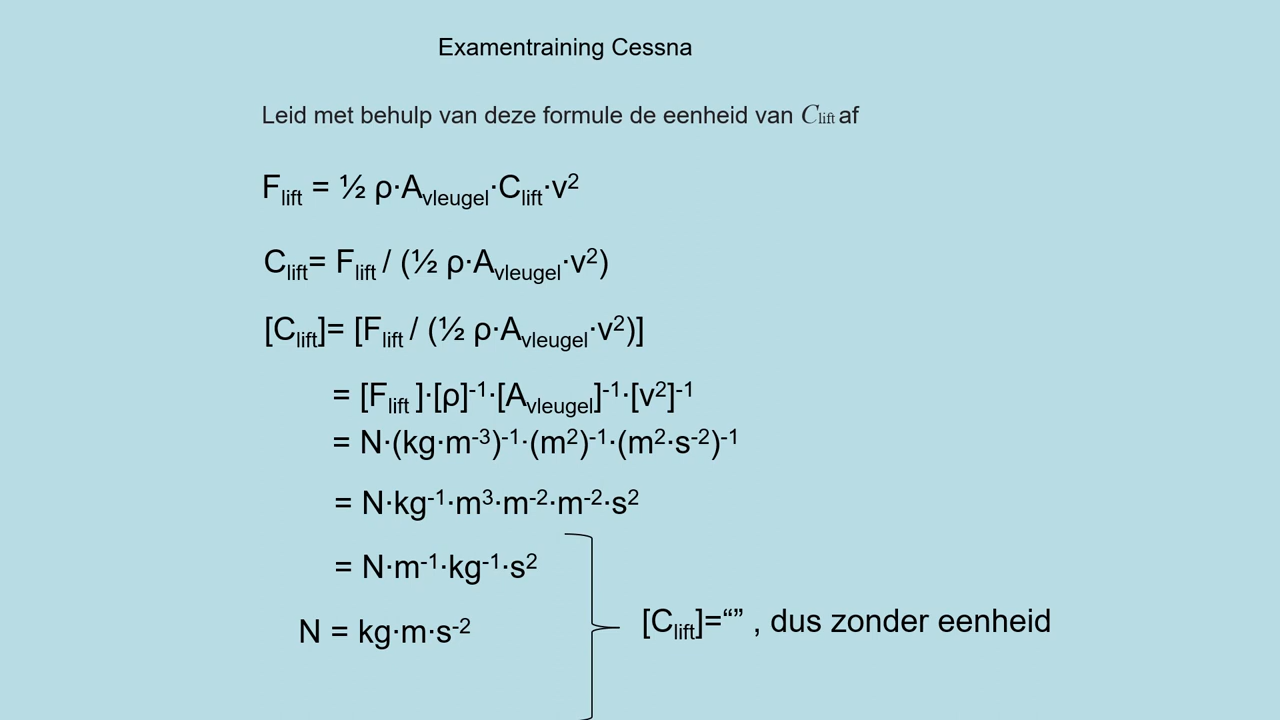 Examentraining Cessna
Leid met behulp van deze formule de eenheid van Clift af
Flift = ½ ρ·Avleugel·Clift·v²
Clift= Flift / (½ ρ·Avleugel·v²)
[Clift]= [Flift / (½ ρ·Avleugel·v²)]
= [Flift ]·[ρ]⁻¹·[Avleugel]⁻¹·[v²]⁻¹
= N·(kg·m⁻³)⁻¹·(m²)⁻¹·(m²·s⁻²)⁻¹
= N·kg⁻¹·m³·m⁻²·m⁻²·s²
= N·m⁻¹·kg⁻¹·s²
N = kg·m·s⁻²
[Clift]=“” , dus zonder eenheid